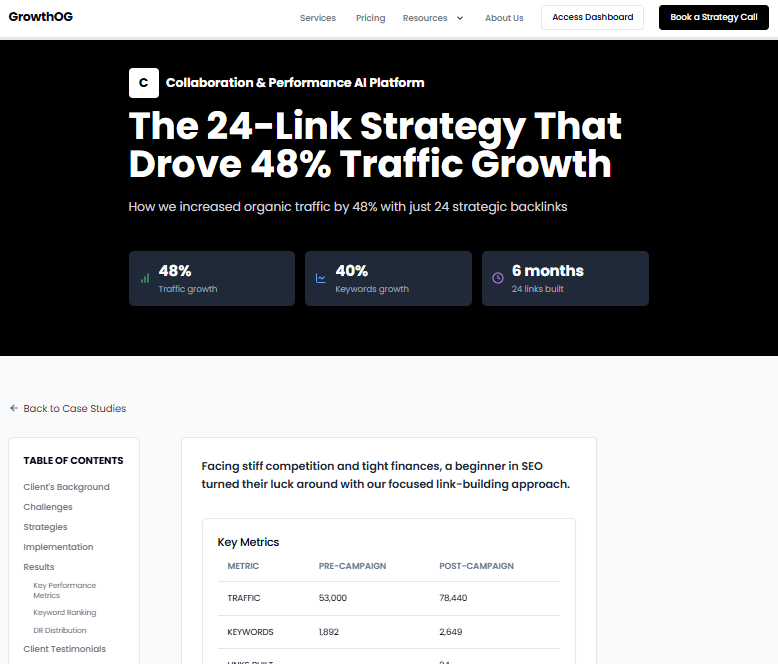 GrowthOG
Services
Pricing
Resources
About Us
Access Dashboard
Book a Strategy Call
C
Collaboration & Performance AI Platform
The 24-Link Strategy That
Drove 48% Traffic Growth
How we increased organic traffic by 48% with just 24 strategic backlinks
48%
Traffic growth
40%
Keywords growth
6 months
24 links built
Back to Case Studies
TABLE OF CONTENTS
Client's Background
Challenges
Strategies
Implementation
Results
Key Performance
Metrics
Keyword Ranking
DR Distribution
Client Testimonials
Facing stiff competition and tight finances, a beginner in SEO
turned their luck around with our focused link-building approach.
Key Metrics
METRIC PRE-CAMPAIGN POST-CAMPAIGN
TRAFFIC 53,000 78,440
KEYWORDS 1,892 2,649
LINKS BUILT 24